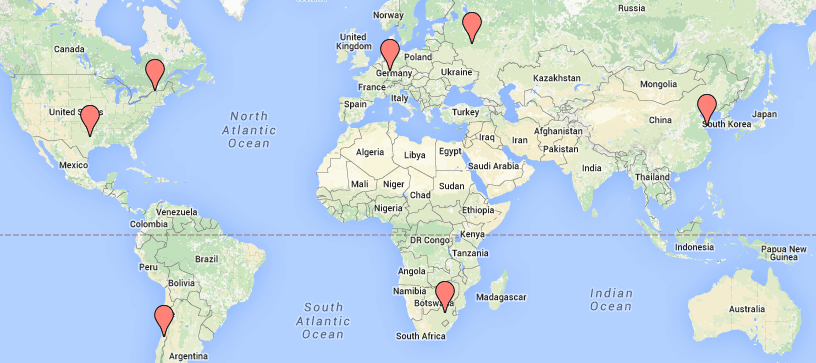 Norway
Russia
Canada
United
Kingdom
Poland
Germany
Ukraine
Kazakhstan
Mongolia
France
Italy
Spain
Turkey
North
Atlantic
Ocean
China
South Korea
Japan
Afghanistan
Iraq
Iran
Pakistan
Algeria
Libya
Egypt
Saudi Arabia
India
Mexico
Thailand
Mali
Niger
Chad
Sudan
Nigeria
Ethiopia
Venezuela
Colombia
Kenya
DR Congo
Tanzania
Indonesia
Papua New
Guinea
Peru
Brazil
Bolivia
Angola
Namibia
Madagascar
Indian
Ocean
South
Atlantic
Ocean
Australia
South Africa
Argentina